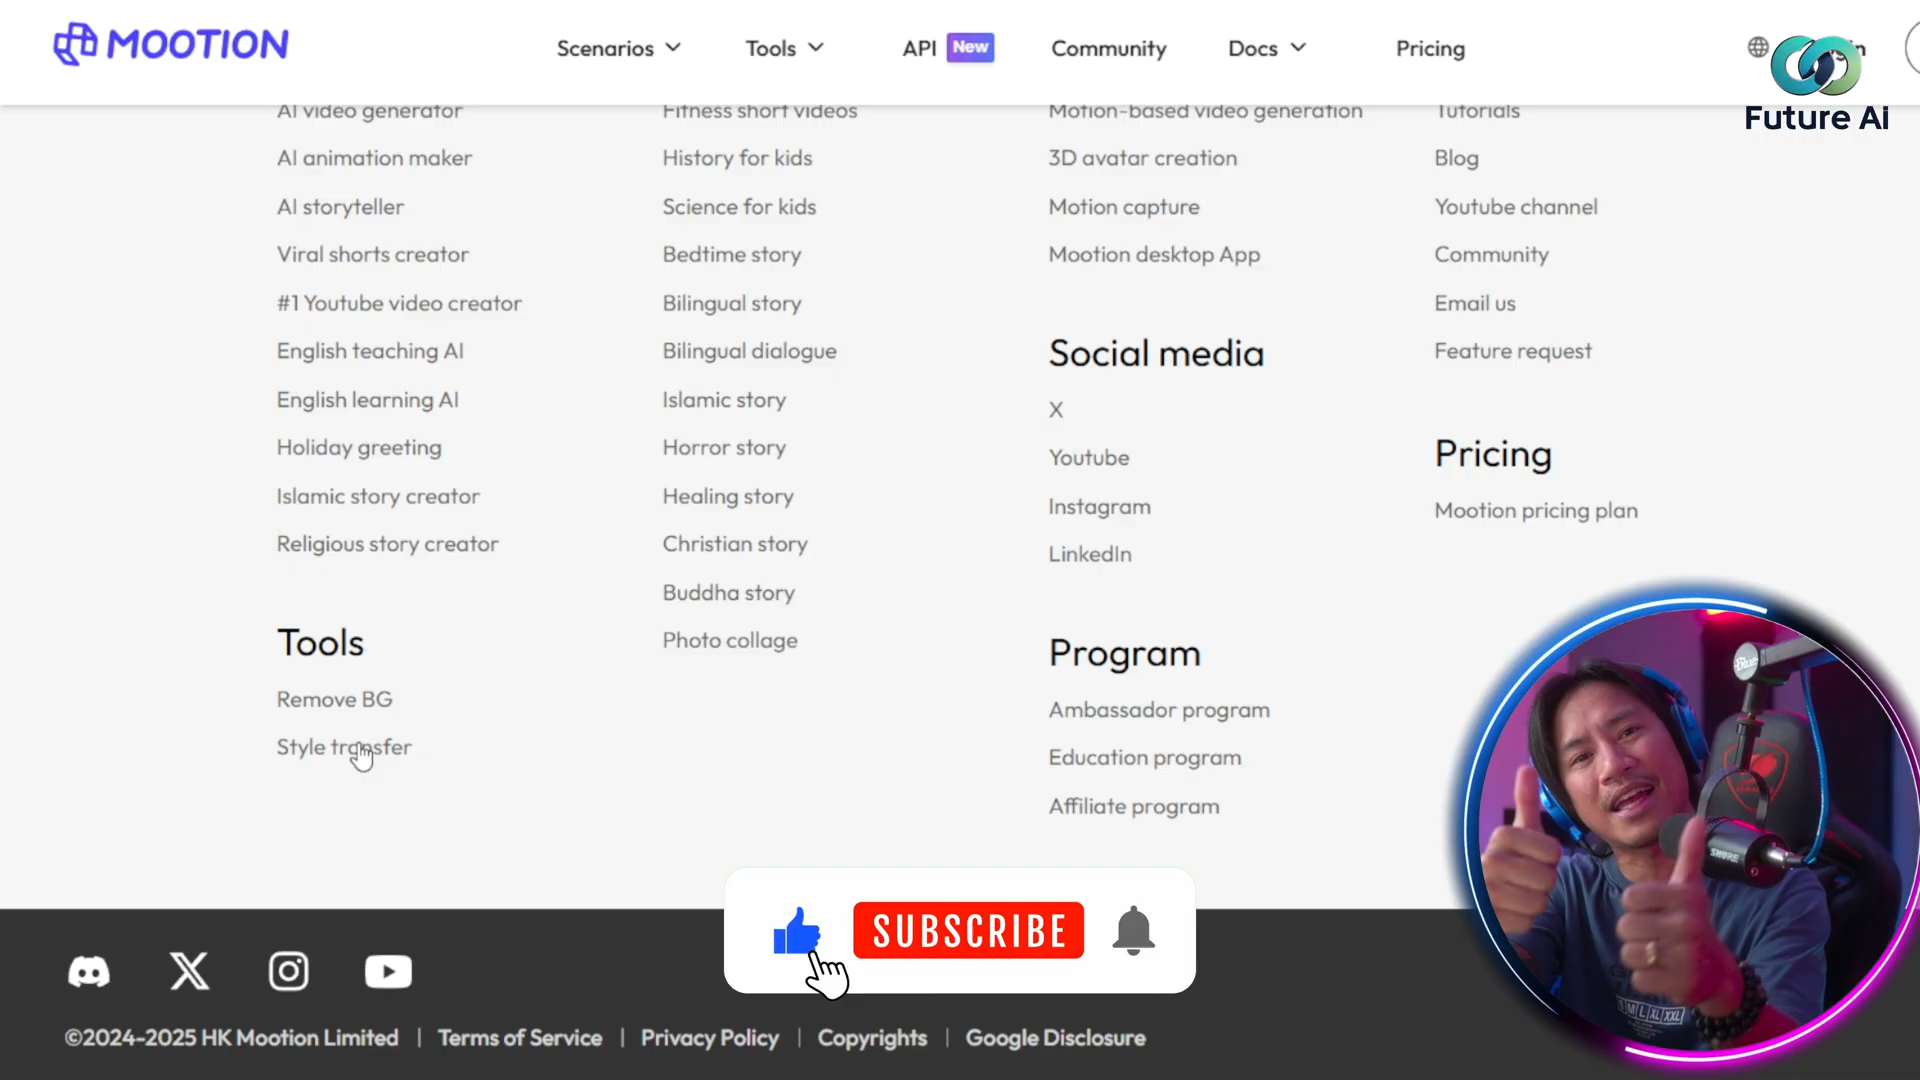 MOOTION
Scenarios
Tools
API New
Community
Docs
Pricing
Future Ai
AI video generator
AI animation maker
AI storyteller
Viral shorts creator
#1 Youtube video creator
English teaching AI
English learning AI
Holiday greeting
Islamic story creator
Religious story creator
Tools
Remove BG
Style transfer
Fitness short videos
History for kids
Science for kids
Bedtime story
Bilingual story
Bilingual dialogue
Islamic story
Horror story
Healing story
Christian story
Buddha story
Photo collage
Motion-based video generation
3D avatar creation
Motion capture
Mootion desktop App
Social media
X
Youtube
Instagram
LinkedIn
Program
Ambassador program
Education program
Affiliate program
Tutorials
Blog
Youtube channel
Community
Email us
Feature request
Pricing
Mootion pricing plan
SUBSCRIBE
©2024-2025 HK Mootion Limited | Terms of Service | Privacy Policy | Copyrights | Google Disclosure
SHURE